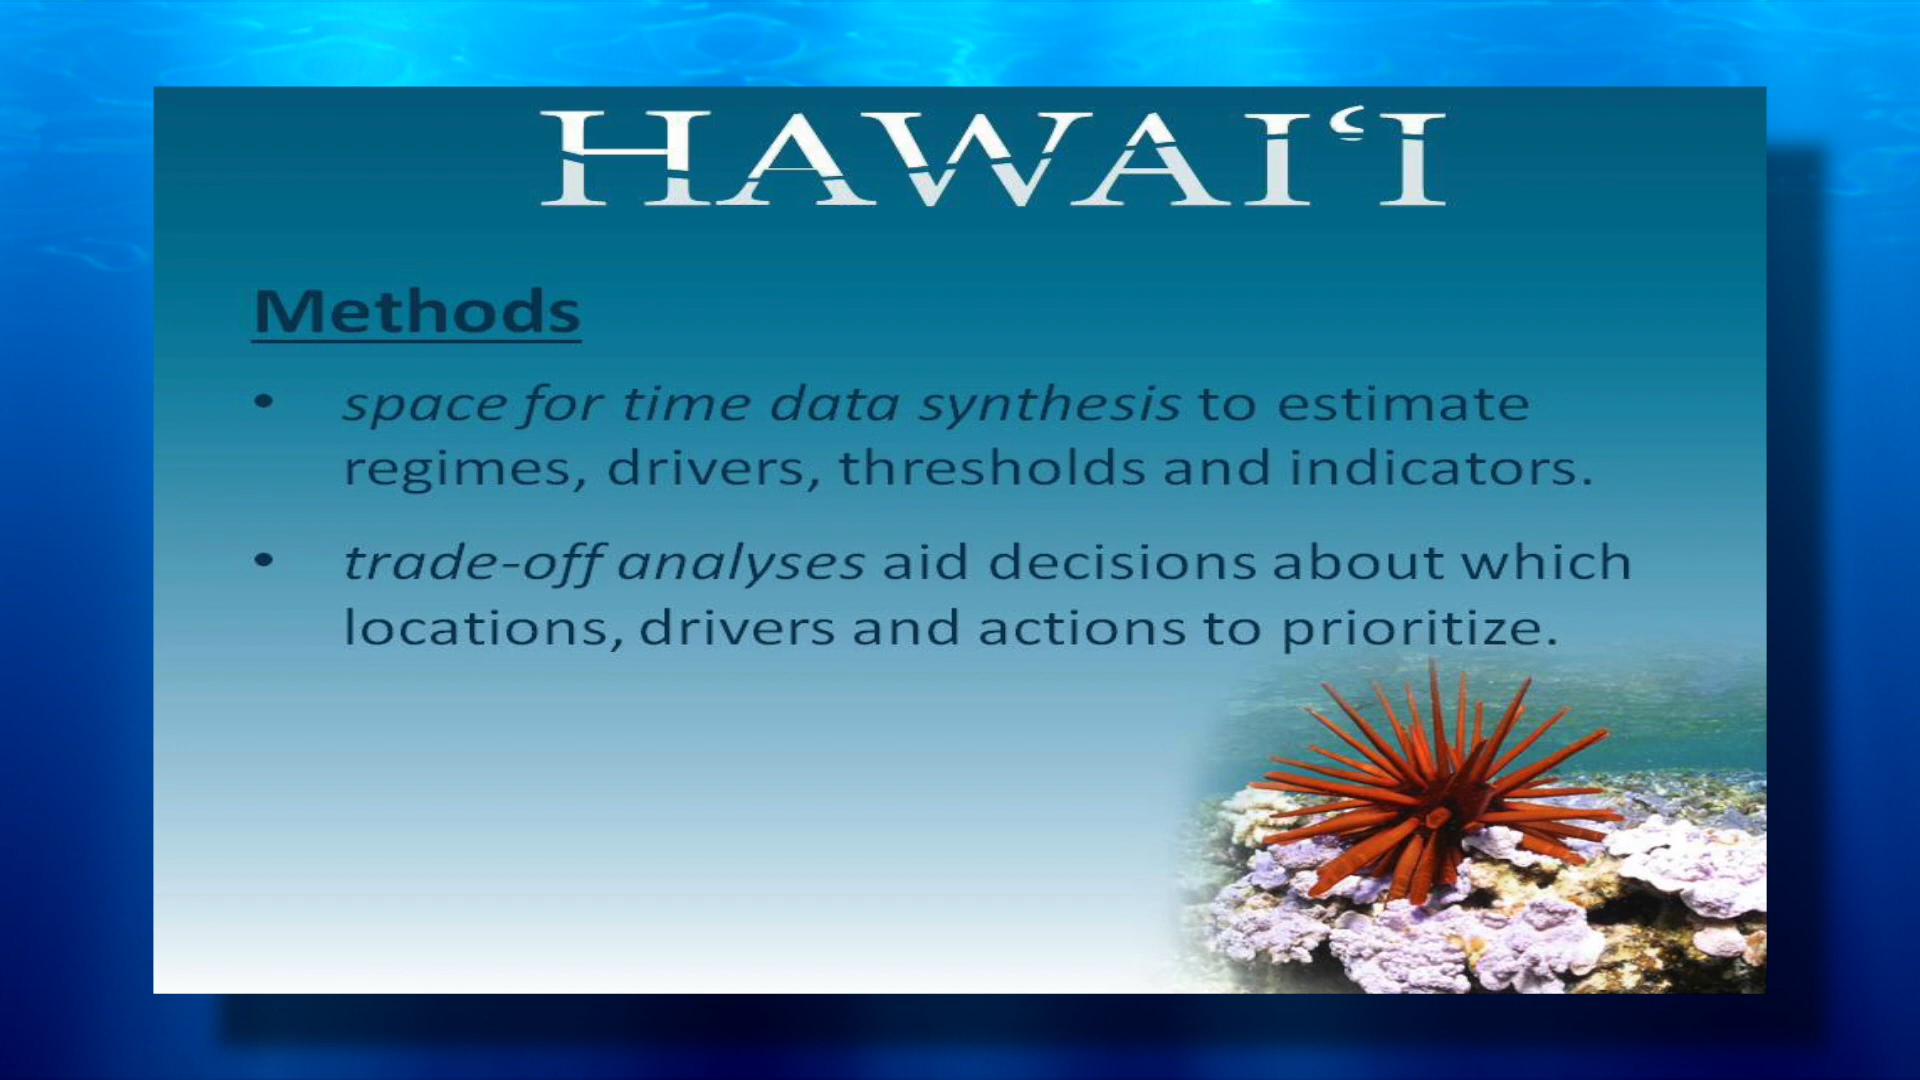 HAWAIʻI
Methods
• space for time data synthesis to estimate
regimes, drivers, thresholds and indicators.
• trade-off analyses aid decisions about which
locations, drivers and actions to prioritize.